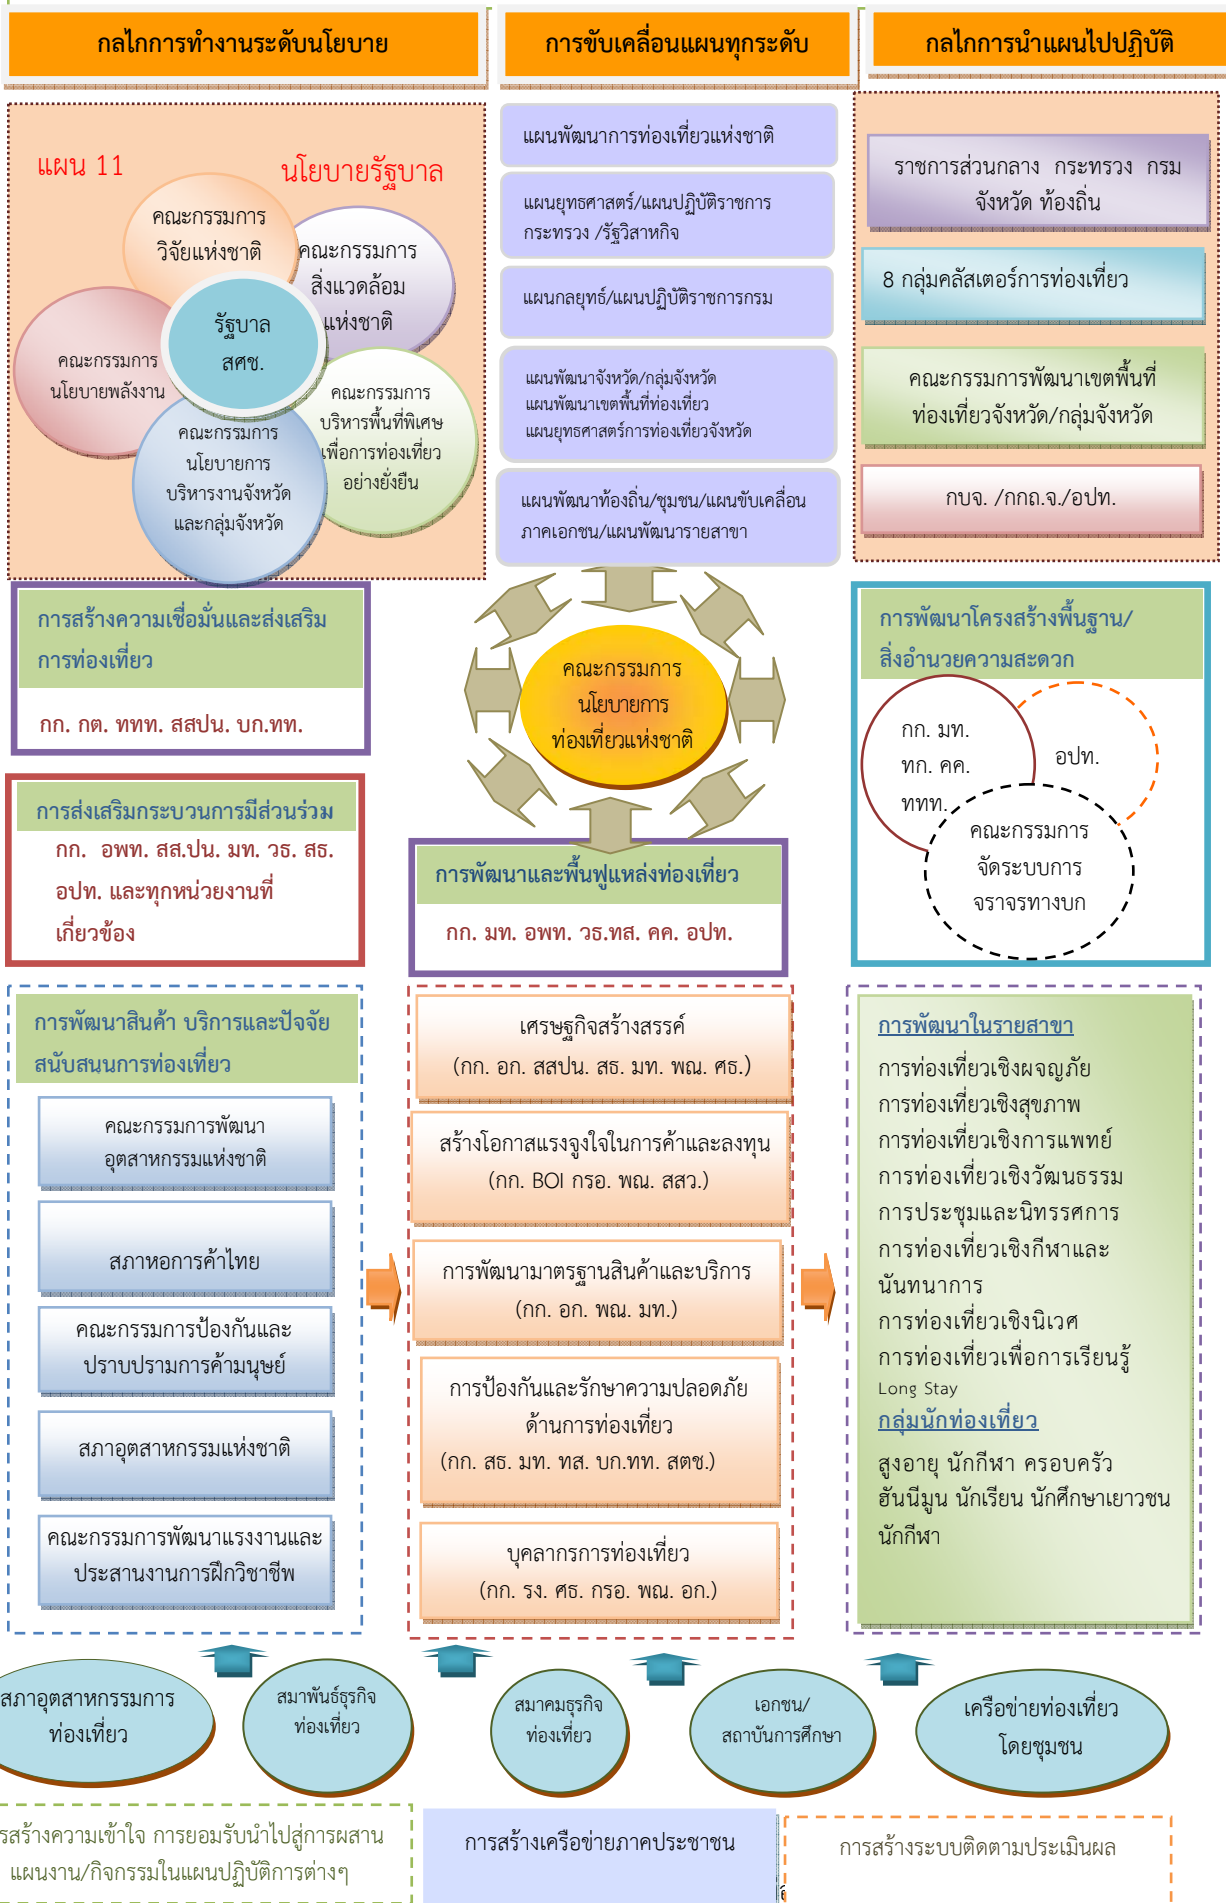 กลไกการทำงานระดับนโยบาย
การขับเคลื่อนแผนทุกระดับ
กลไกการนำแผนไปปฏิบัติ
แผน 11
นโยบายรัฐบาล
คณะกรรมการ
วิจัยแห่งชาติ
คณะกรรมการ
สิ่งแวดล้อม
แห่งชาติ
รัฐบาล
สศช.
คณะกรรมการ
นโยบายพลังงาน
คณะกรรมการ
บริหารพื้นที่พิเศษ
เพื่อการท่องเที่ยว
อย่างยั่งยืน
คณะกรรมการ
นโยบายการ
บริหารงานจังหวัด
และกลุ่มจังหวัด
แผนพัฒนาการท่องเที่ยวแห่งชาติ
แผนยุทธศาสตร์/แผนปฏิบัติราชการ
กระทรวง /รัฐวิสาหกิจ
แผนกลยุทธ์/แผนปฏิบัติราชการกรม
แผนพัฒนาจังหวัด/กลุ่มจังหวัด
แผนพัฒนาเขตพื้นที่ท่องเที่ยว
แผนยุทธศาสตร์การท่องเที่ยวจังหวัด
แผนพัฒนาท้องถิ่น/ชุมชน/แผนขับเคลื่อน
ภาคเอกชน/แผนพัฒนารายสาขา
ราชการส่วนกลาง กระทรวง กรม
จังหวัด ท้องถิ่น
8 กลุ่มคลัสเตอร์การท่องเที่ยว
คณะกรรมการพัฒนาเขตพื้นที่
ท่องเที่ยวจังหวัด/กลุ่มจังหวัด
กบจ. /กกถ.จ./อปท.
การสร้างความเชื่อมั่นและส่งเสริม
การท่องเที่ยว
กก. กต. ททท. สสปน. บก.ทท.
คณะกรรมการ
นโยบายการ
ท่องเที่ยวแห่งชาติ
การพัฒนาโครงสร้างพื้นฐาน/
สิ่งอำนวยความสะดวก
กก. มท.
ทก. คค.
ททท.
อปท.
คณะกรรมการ
จัดระบบการ
จราจรทางบก
การส่งเสริมกระบวนการมีส่วนร่วม
กก. อพท. สส.ปน. มท. วธ. สธ.
อปท. และทุกหน่วยงานที่
เกี่ยวข้อง
การพัฒนาและฟื้นฟูแหล่งท่องเที่ยว
กก. มท. อพท. วธ.ทส. คค. อปท.
การพัฒนาสินค้า บริการและปัจจัย
สนับสนุนการท่องเที่ยว
คณะกรรมการพัฒนา
อุตสาหกรรมแห่งชาติ
สภาหอการค้าไทย
คณะกรรมการป้องกันและ
ปราบปรามการค้ามนุษย์
สภาอุตสาหกรรมแห่งชาติ
คณะกรรมการพัฒนาแรงงานและ
ประสานงานการฝึกวิชาชีพ
เศรษฐกิจสร้างสรรค์
(กก. อก. สสปน. สธ. มท. พณ. ศธ.)
สร้างโอกาสแรงจูงใจในการค้าและลงทุน
(กก. BOI กรอ. พณ. สสว.)
การพัฒนามาตรฐานสินค้าและบริการ
(กก. อก. พณ. มท.)
การป้องกันและรักษาความปลอดภัย
ด้านการท่องเที่ยว
(กก. สธ. มท. ทส. บก.ทท. สตช.)
บุคลากรการท่องเที่ยว
(กก. รง. ศธ. กรอ. พณ. อก.)
การพัฒนาในรายสาขา
การท่องเที่ยวเชิงผจญภัย
การท่องเที่ยวเชิงสุขภาพ
การท่องเที่ยวเชิงการแพทย์
การท่องเที่ยวเชิงวัฒนธรรม
การประชุมและนิทรรศการ
การท่องเที่ยวเชิงกีฬาและ
นันทนาการ
การท่องเที่ยวเชิงนิเวศ
การท่องเที่ยวเพื่อการเรียนรู้
Long Stay
กลุ่มนักท่องเที่ยว
สูงอายุ นักกีฬา ครอบครัว
ฮันนีมูน นักเรียน นักศึกษาเยาวชน
นักกีฬา
สภาอุตสาหกรรมการ
ท่องเที่ยว
สมาพันธ์ธุรกิจ
ท่องเที่ยว
สมาคมธุรกิจ
ท่องเที่ยว
เอกชน/
สถาบันการศึกษา
เครือข่ายท่องเที่ยว
โดยชุมชน
รสร้างความเข้าใจ การยอมรับนำไปสู่การผสาน
แผนงาน/กิจกรรมในแผนปฏิบัติการต่างๆ
การสร้างเครือข่ายภาคประชาชน
การสร้างระบบติดตามประเมินผล